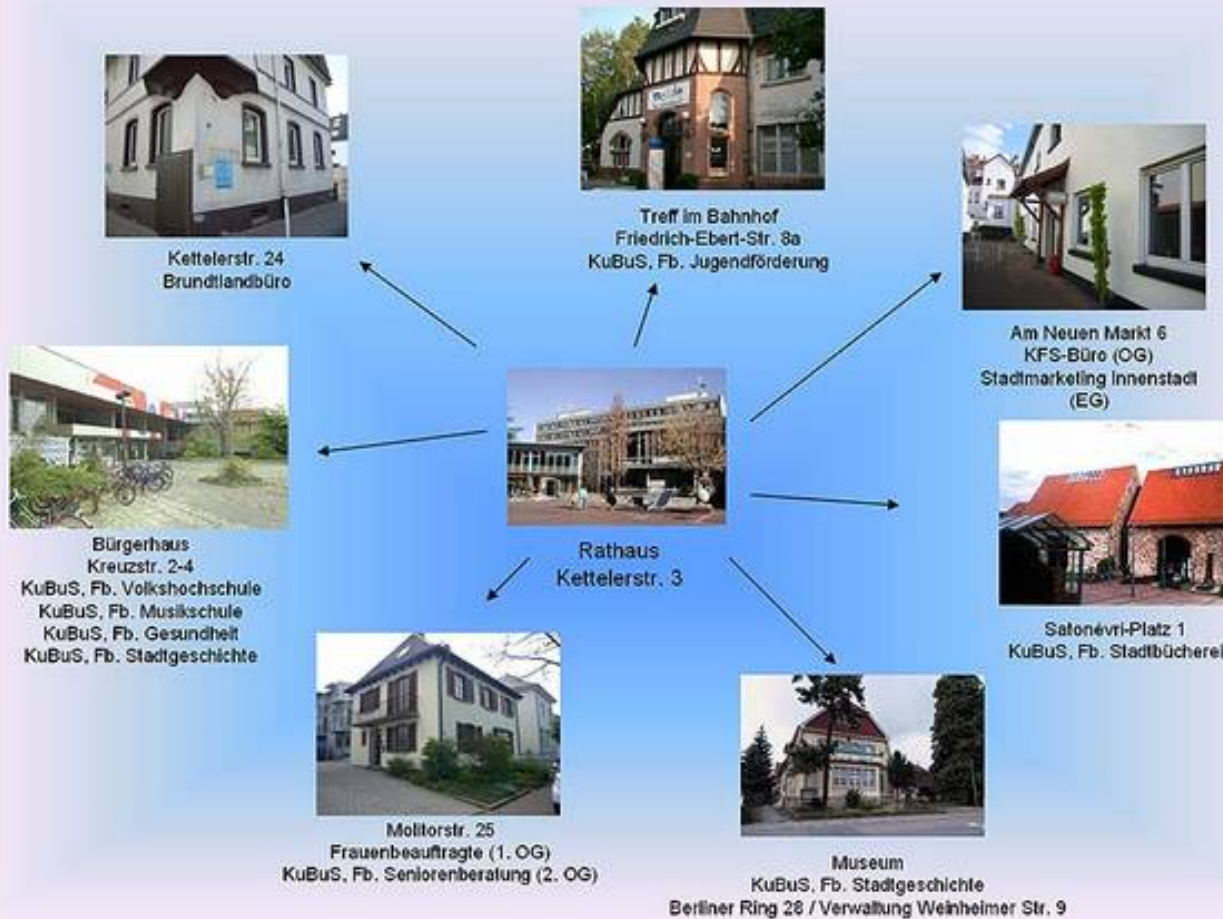 Kettelerstr. 24
Brundtlandbüro
Treff im Bahnhof
Friedrich-Ebert-Str. 8a
KuBuS, Fb. Jugendförderung
Am Neuen Markt 6
KFS-Büro (OG)
Stadtmarketing Innenstadt
(EG)
Bürgerhaus
Kreuzstr. 2-4
KuBuS, Fb. Volkshochschule
KuBuS, Fb. Musikschule
KuBuS, Fb. Gesundheit
KuBuS, Fb. Stadtgeschichte
Rathaus
Kettelerstr. 3
Satonévri-Platz 1
KuBuS, Fb. Stadtbücherei
Molitorstr. 25
Frauenbeauftragte (1. OG)
KuBuS, Fb. Seniorenberatung (2. OG)
Museum
KuBuS, Fb. Stadtgeschichte
Berliner Ring 28 / Verwaltung Weinheimer Str. 9